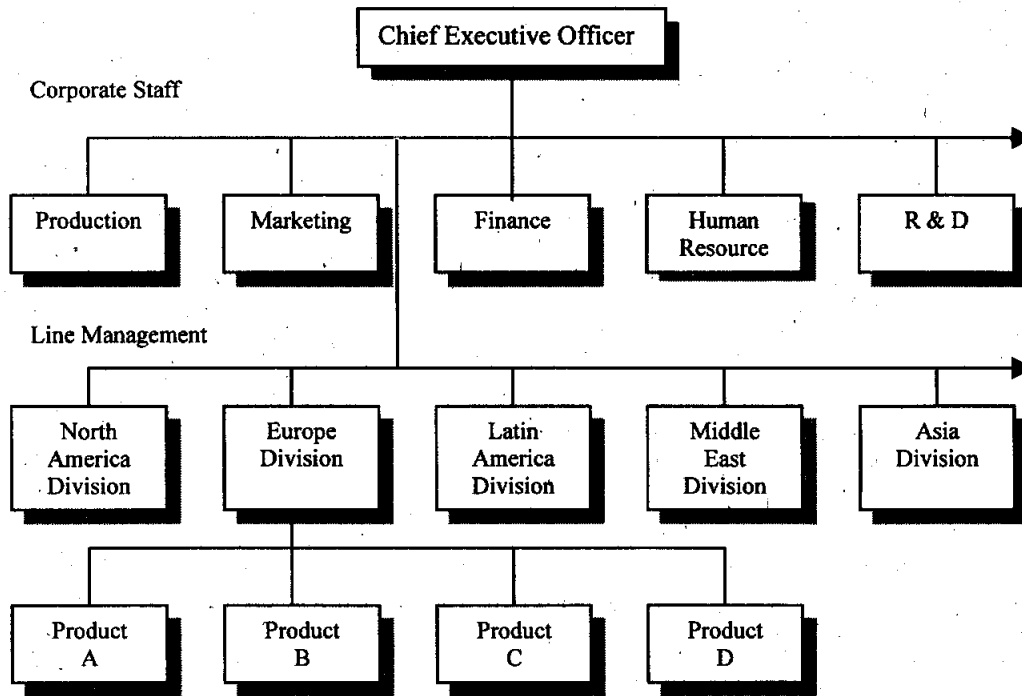 Chief Executive Officer
Corporate Staff
Production
Marketing
Finance
Human
Resource
R & D
Line Management
North
America
Division
Europe
Division
Latin
America
Division
Middle
East
Division
Asia
Division
Product
A
Product
B
Product
C
Product
D